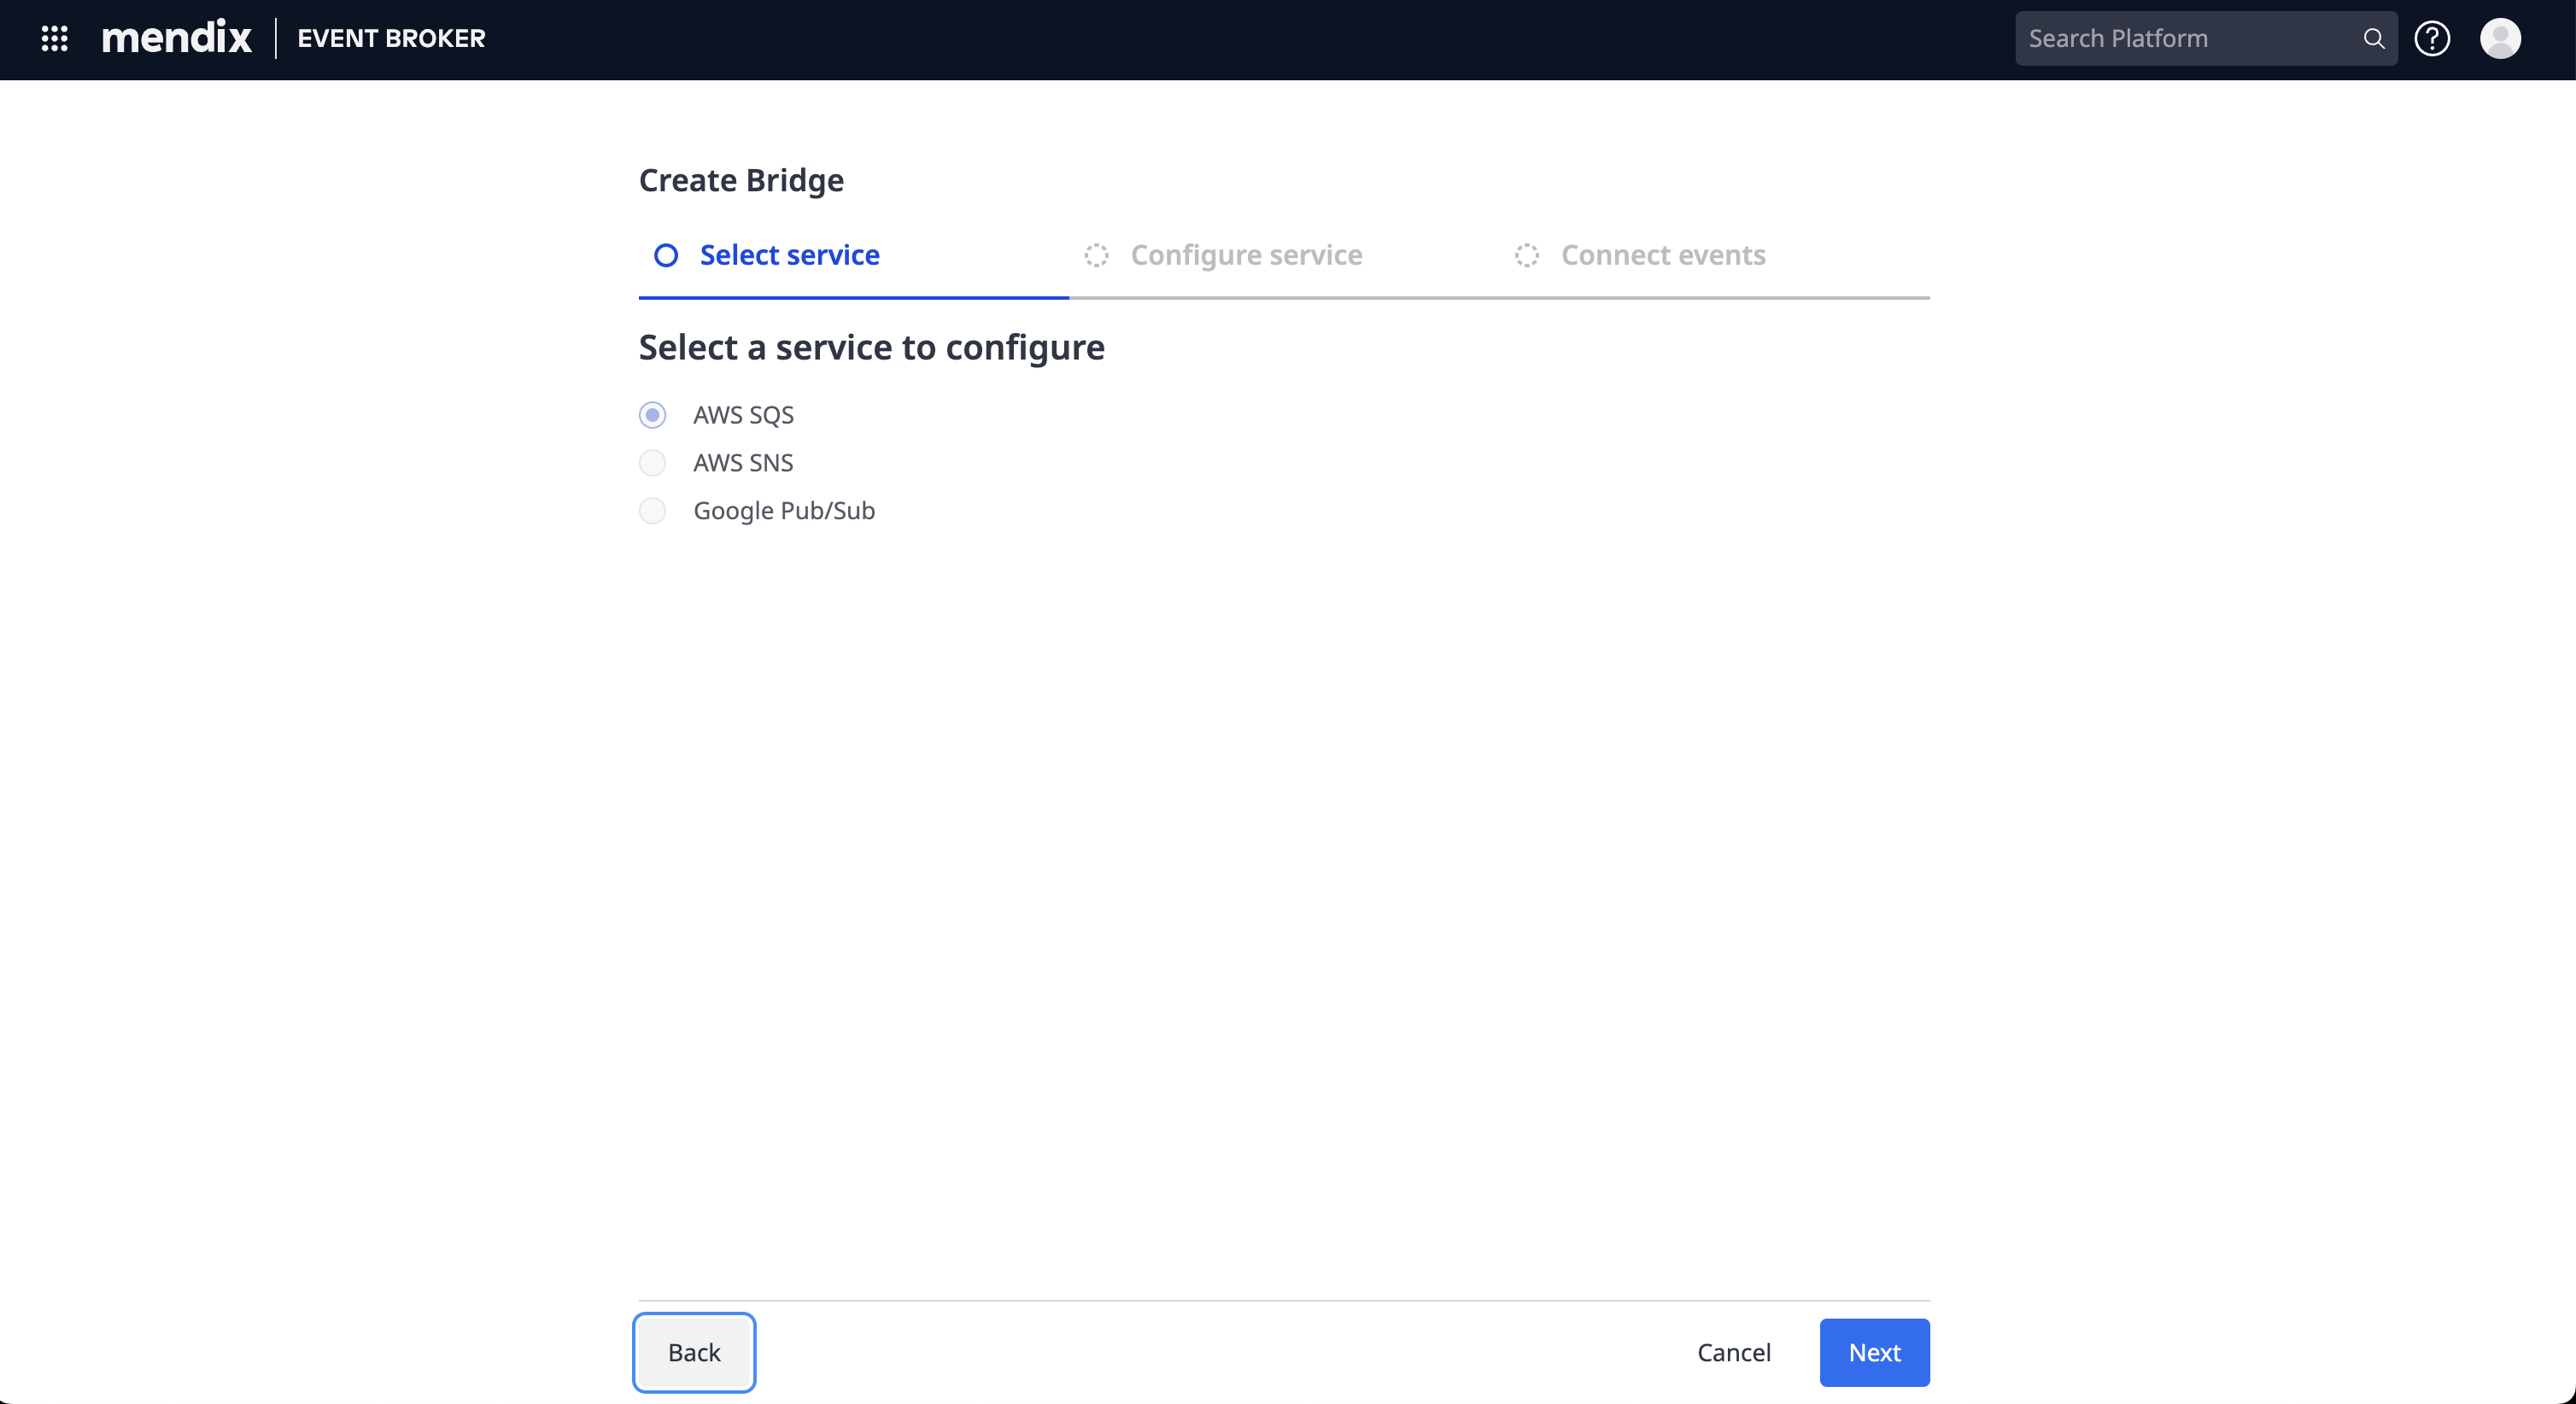 mendix EVENT BROKER Search Platform
Create Bridge
Select service Configure service Connect events
Select a service to configure
AWS SQS
AWS SNS
Google Pub/Sub
Back Cancel Next